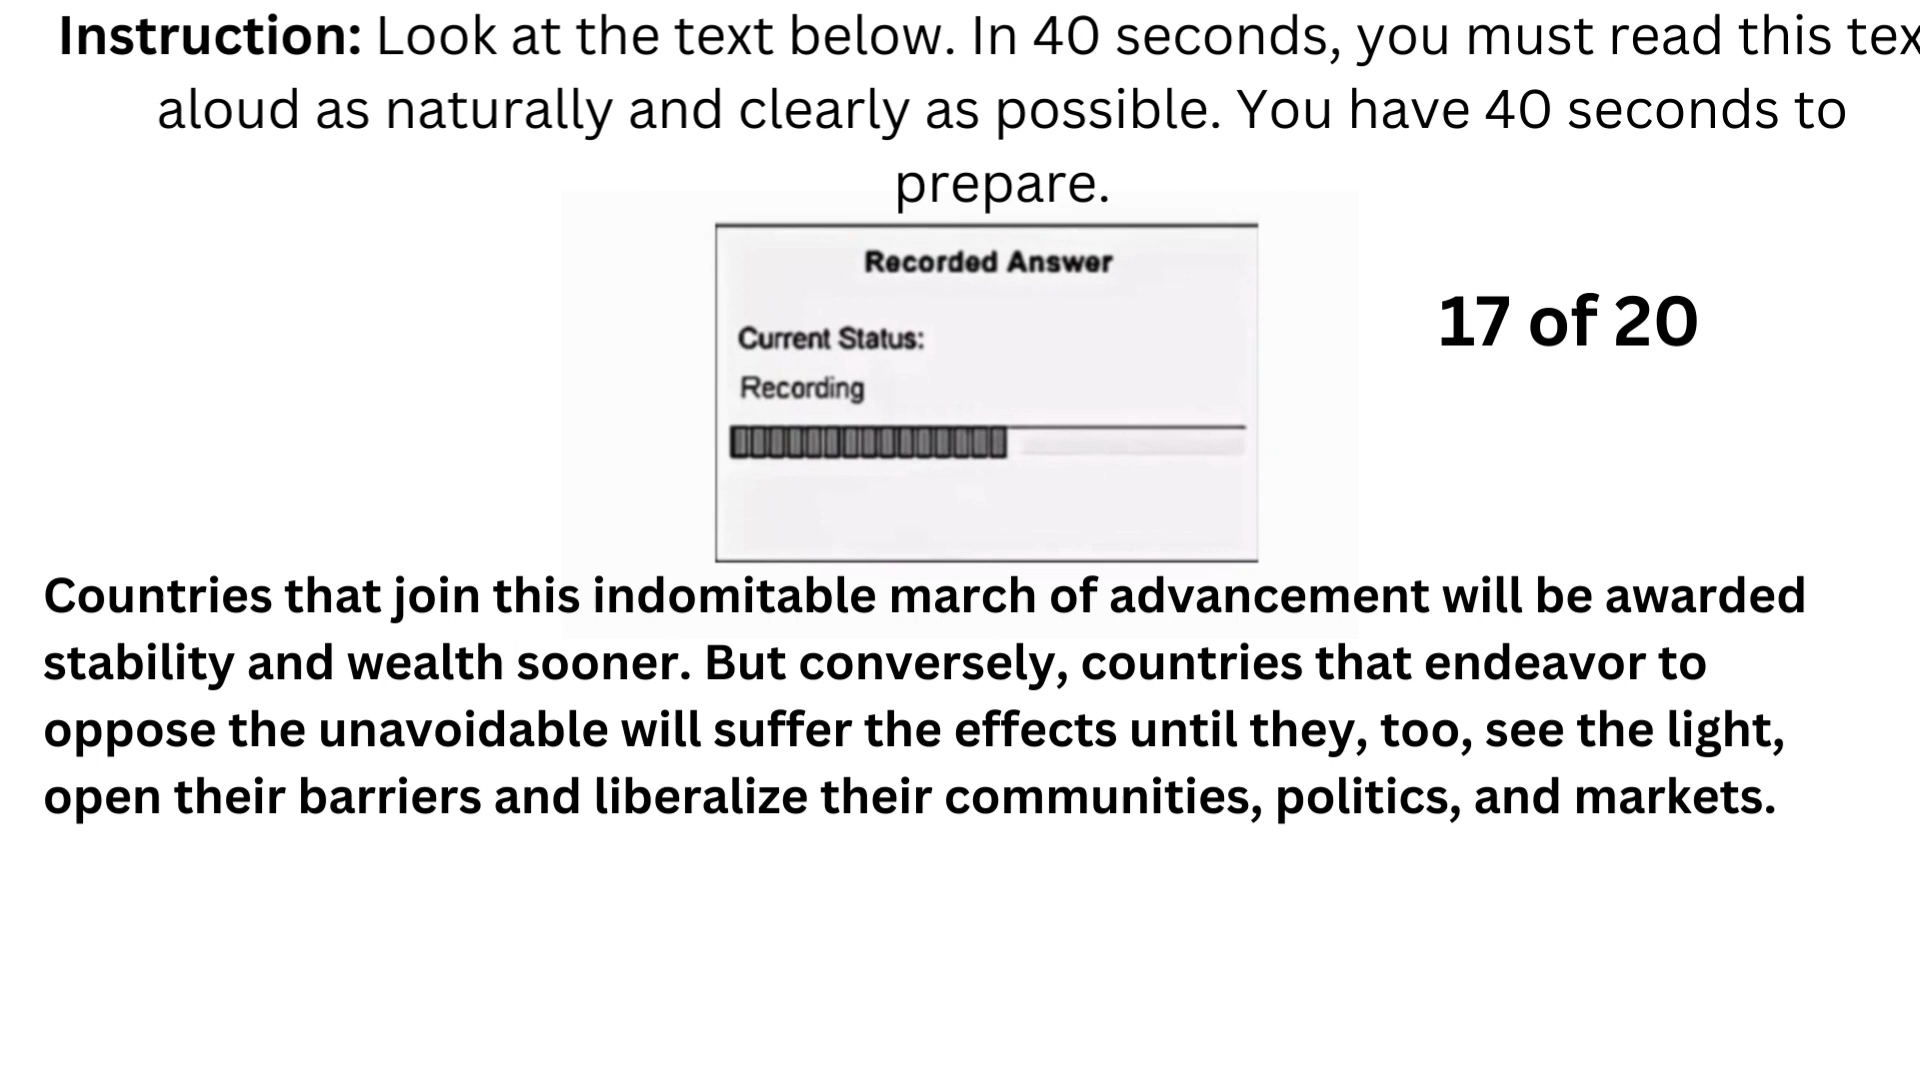 Instruction: Look at the text below. In 40 seconds, you must read this tex
aloud as naturally and clearly as possible. You have 40 seconds to
prepare.
Recorded Answer
Current Status:
Recording
17 of 20
Countries that join this indomitable march of advancement will be awarded
stability and wealth sooner. But conversely, countries that endeavor to
oppose the unavoidable will suffer the effects until they, too, see the light,
open their barriers and liberalize their communities, politics, and markets.